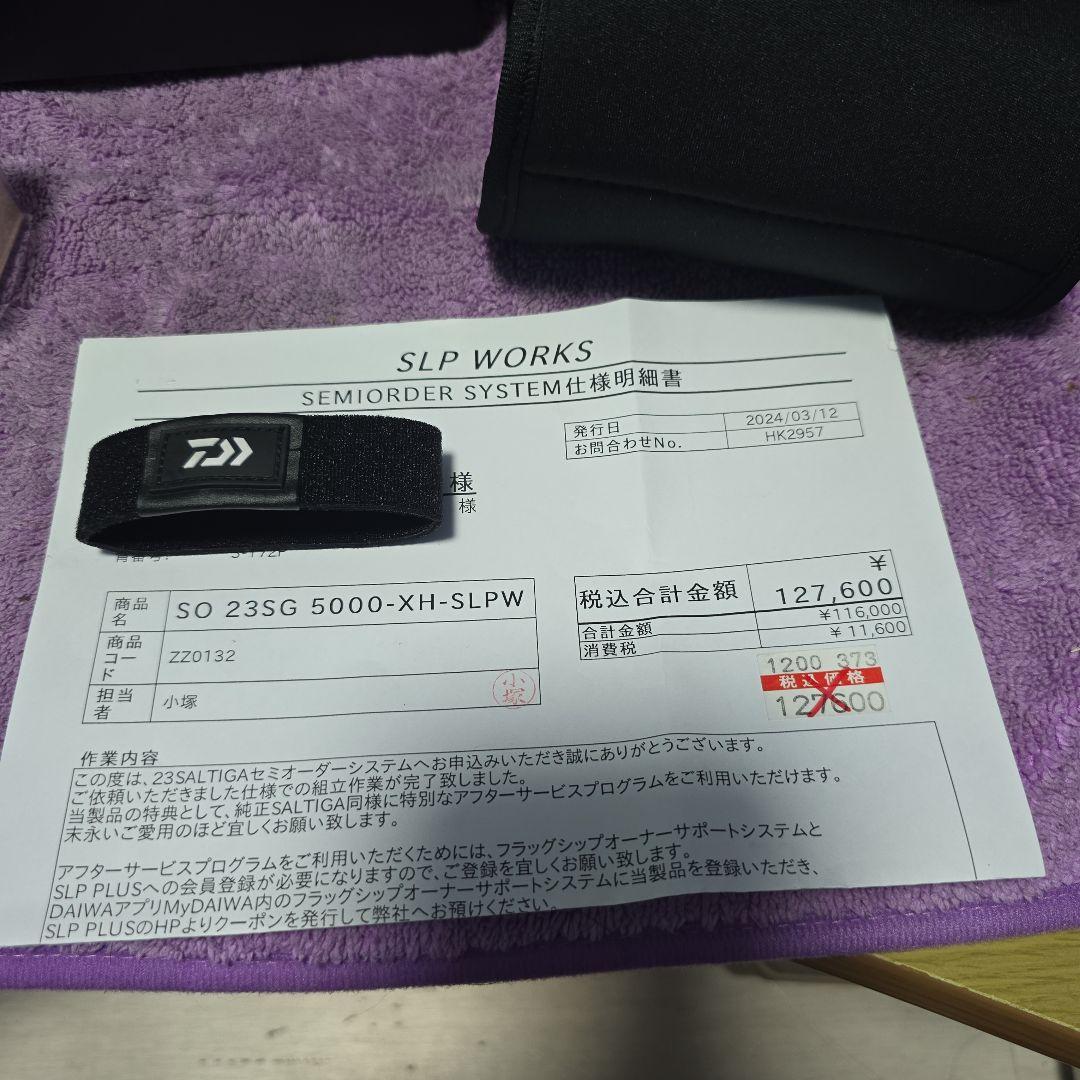 SLP WORKS
SEMIORDER SYSTEM仕様明細書
発行日 2024/03/12
お問合わせNo. HK2957
様
様
商品名 SO 23SG 5000-XH-SLPW
商品コード ZZ0132
担当者 小塚
小塚
税込合計金額 ¥127,600
合計金額 ¥116,000
消費税 ¥ 11,600
1200 373
税込価格
127600
作業内容
この度は、23SALTIGAセミオーダーシステムへお申込みいただき誠にありがとうございます。
ご依頼いただきました仕様での組立作業が完了致しました。
当製品の特典として、純正SALTIGA同様に特別なアフターサービスプログラムをご利用いただけます。
末永いご愛用のほど宜しくお願い致します。
アフターサービスプログラムをご利用いただくためには、フラッグシップオーナーサポートシステムと
SLP PLUSへの会員登録が必要になりますので、ご登録を宜しくお願い致します。
DAIWAアプリMyDAIWA内のフラッグシップオーナーサポートシステムに当製品を登録いただき、
SLP PLUSのHPよりクーポンを発行して弊社へお預けください。